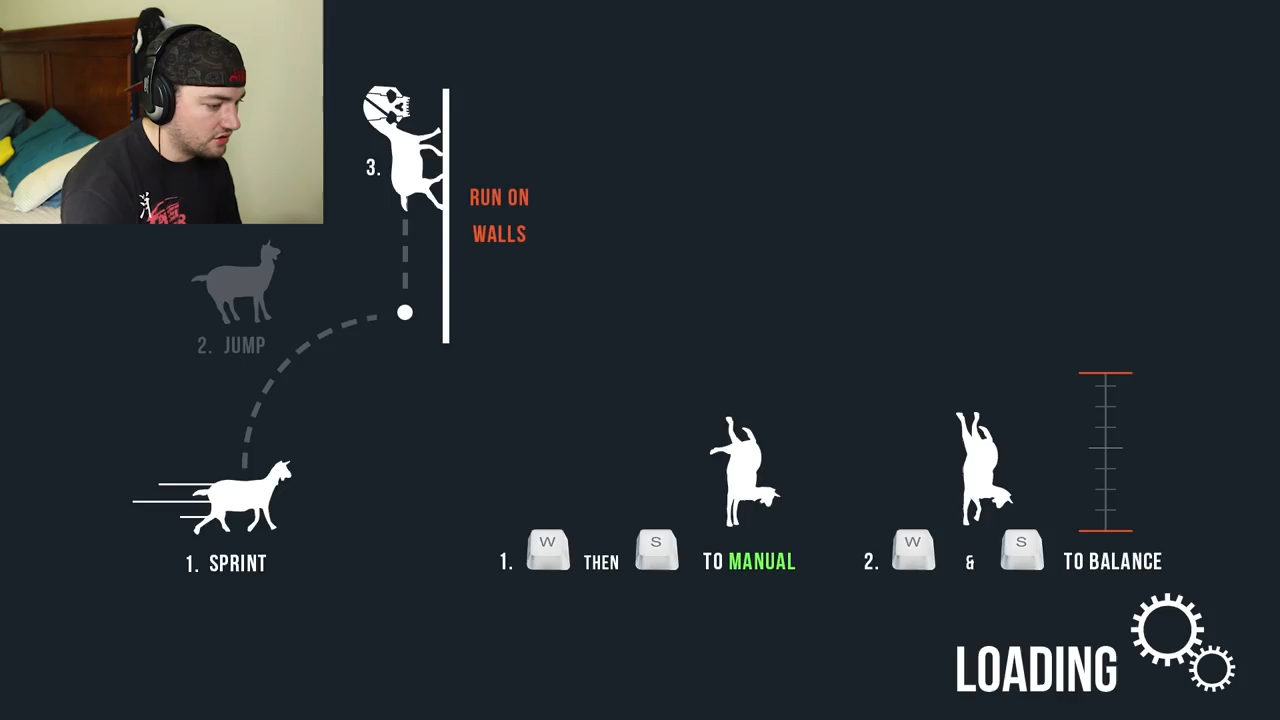 3.
RUN ON
WALLS
2. JUMP
1. SPRINT
1. W THEN S TO MANUAL
2. W & S TO BALANCE
LOADING